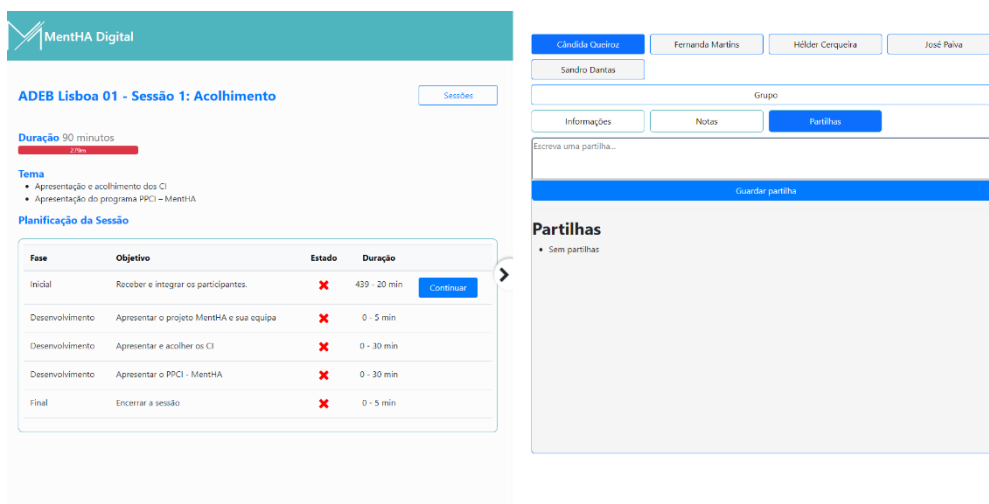 MentHA Digital
ADEB Lisboa 01 - Sessão 1: Acolhimento
Sessões
Duração 90 minutos
279m
Tema
Apresentação e acolhimento dos CI
Apresentação do programa PPCI – MentHA
Planificação da Sessão
Fase Objetivo Estado Duração
Inicial Receber e integrar os participantes. 439 - 20 min Continuar
Desenvolvimento Apresentar o projeto MentHA e sua equipa 0 - 5 min
Desenvolvimento Apresentar e acolher os CI 0 - 30 min
Desenvolvimento Apresentar o PPCI - MentHA 0 - 30 min
Final Encerrar a sessão 0 - 5 min
Cândida Queiroz Fernanda Martins Hélder Cerqueira José Paiva
Sandro Dantas
Grupo
Informações Notas Partilhas
Escreva uma partilha...
Guardar partilha
Partilhas
Sem partilhas